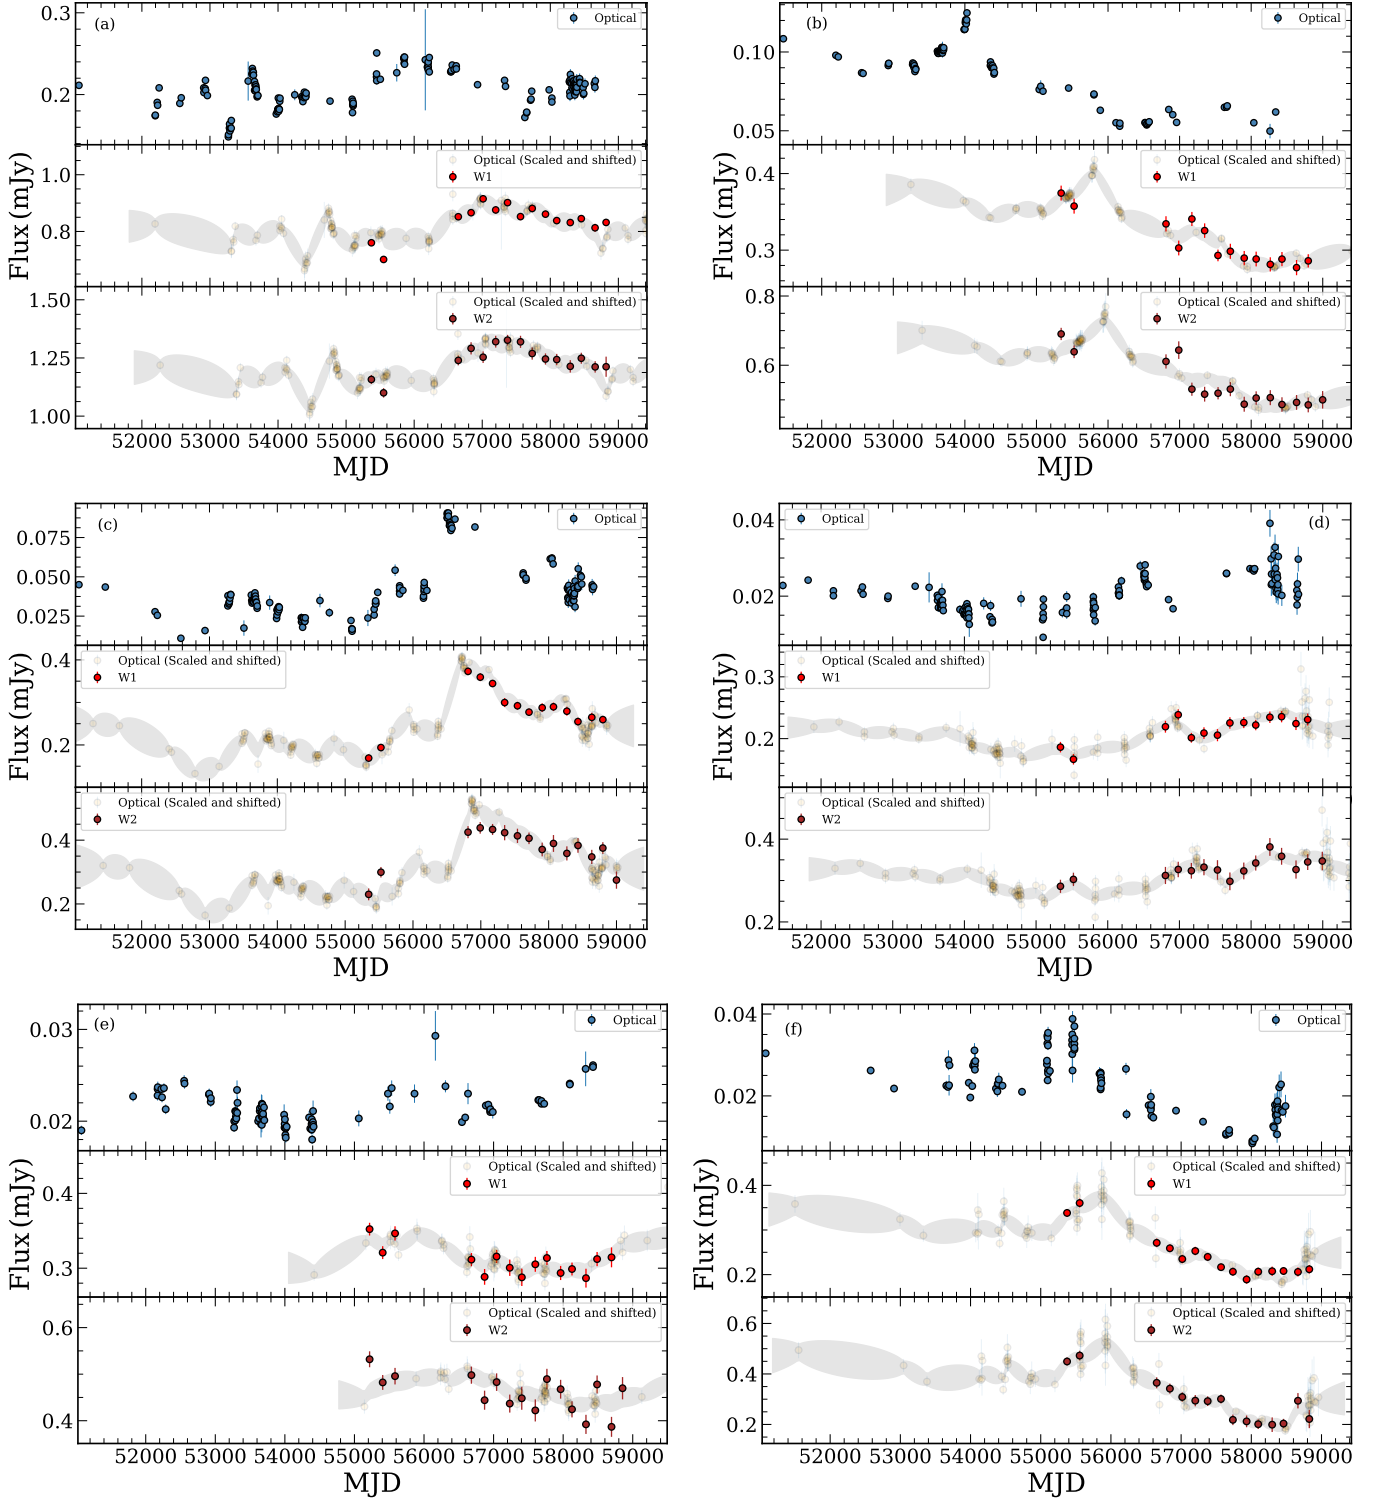 (a)
Optical
0.3
0.2
Optical (Scaled and shifted)
W1
1.0
0.8
Flux (mJy)
Optical (Scaled and shifted)
W2
1.50
1.25
1.00
52000 53000 54000 55000 56000 57000 58000 59000
MJD
(b)
Optical
0.10
0.05
Optical (Scaled and shifted)
W1
0.4
0.3
Flux (mJy)
Optical (Scaled and shifted)
W2
0.8
0.6
52000 53000 54000 55000 56000 57000 58000 59000
MJD
(c)
Optical
0.075
0.050
0.025
Optical (Scaled and shifted)
W1
0.4
0.2
Flux (mJy)
Optical (Scaled and shifted)
W2
0.4
0.2
52000 53000 54000 55000 56000 57000 58000 59000
MJD
Optical
(d)
0.04
0.02
Optical (Scaled and shifted)
W1
0.3
0.2
Flux (mJy)
Optical (Scaled and shifted)
W2
0.4
0.2
52000 53000 54000 55000 56000 57000 58000 59000
MJD
(e)
Optical
0.03
0.02
Optical (Scaled and shifted)
W1
0.4
0.3
Flux (mJy)
Optical (Scaled and shifted)
W2
0.6
0.4
52000 53000 54000 55000 56000 57000 58000 59000
MJD
(f)
Optical
0.04
0.02
Optical (Scaled and shifted)
W1
0.4
0.2
Flux (mJy)
Optical (Scaled and shifted)
W2
0.6
0.4
0.2
52000 53000 54000 55000 56000 57000 58000 59000
MJD